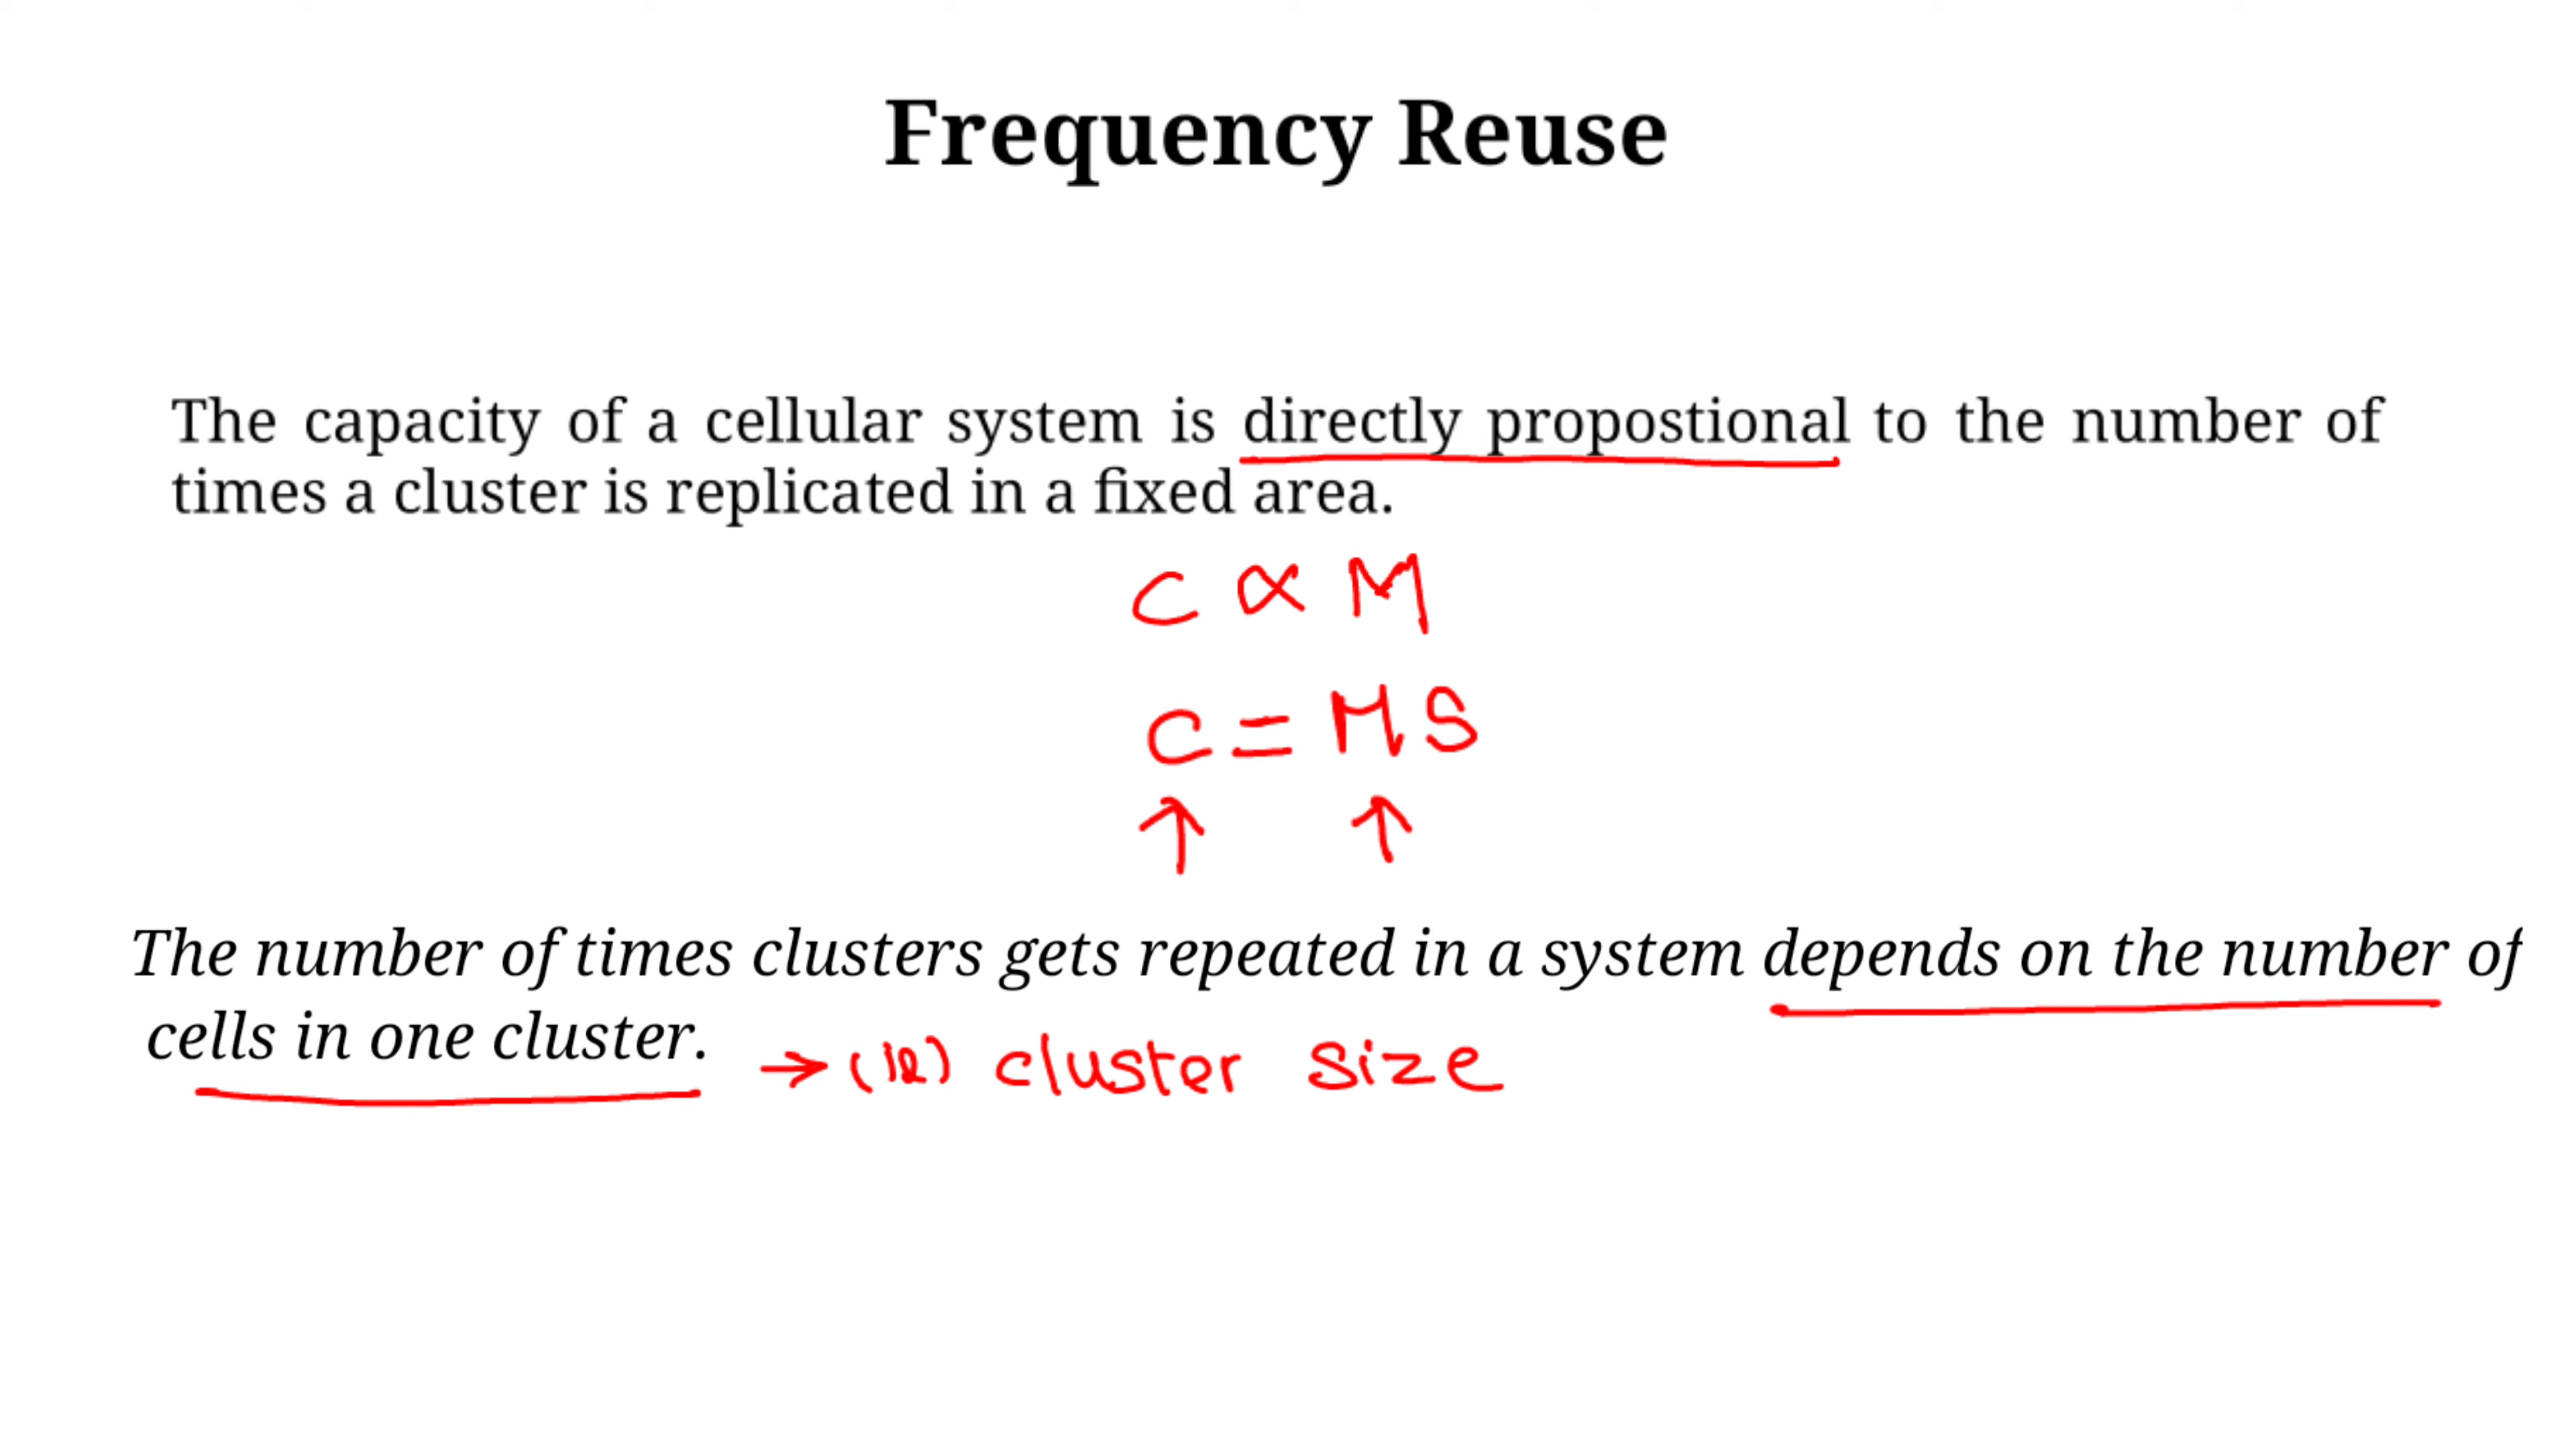 Frequency Reuse
The capacity of a cellular system is directly propostional to the number of
times a cluster is replicated in a fixed area.
C ∝ M
C = MS
↑ ↑
The number of times clusters gets repeated in a system depends on the number of
cells in one cluster. → cluster size